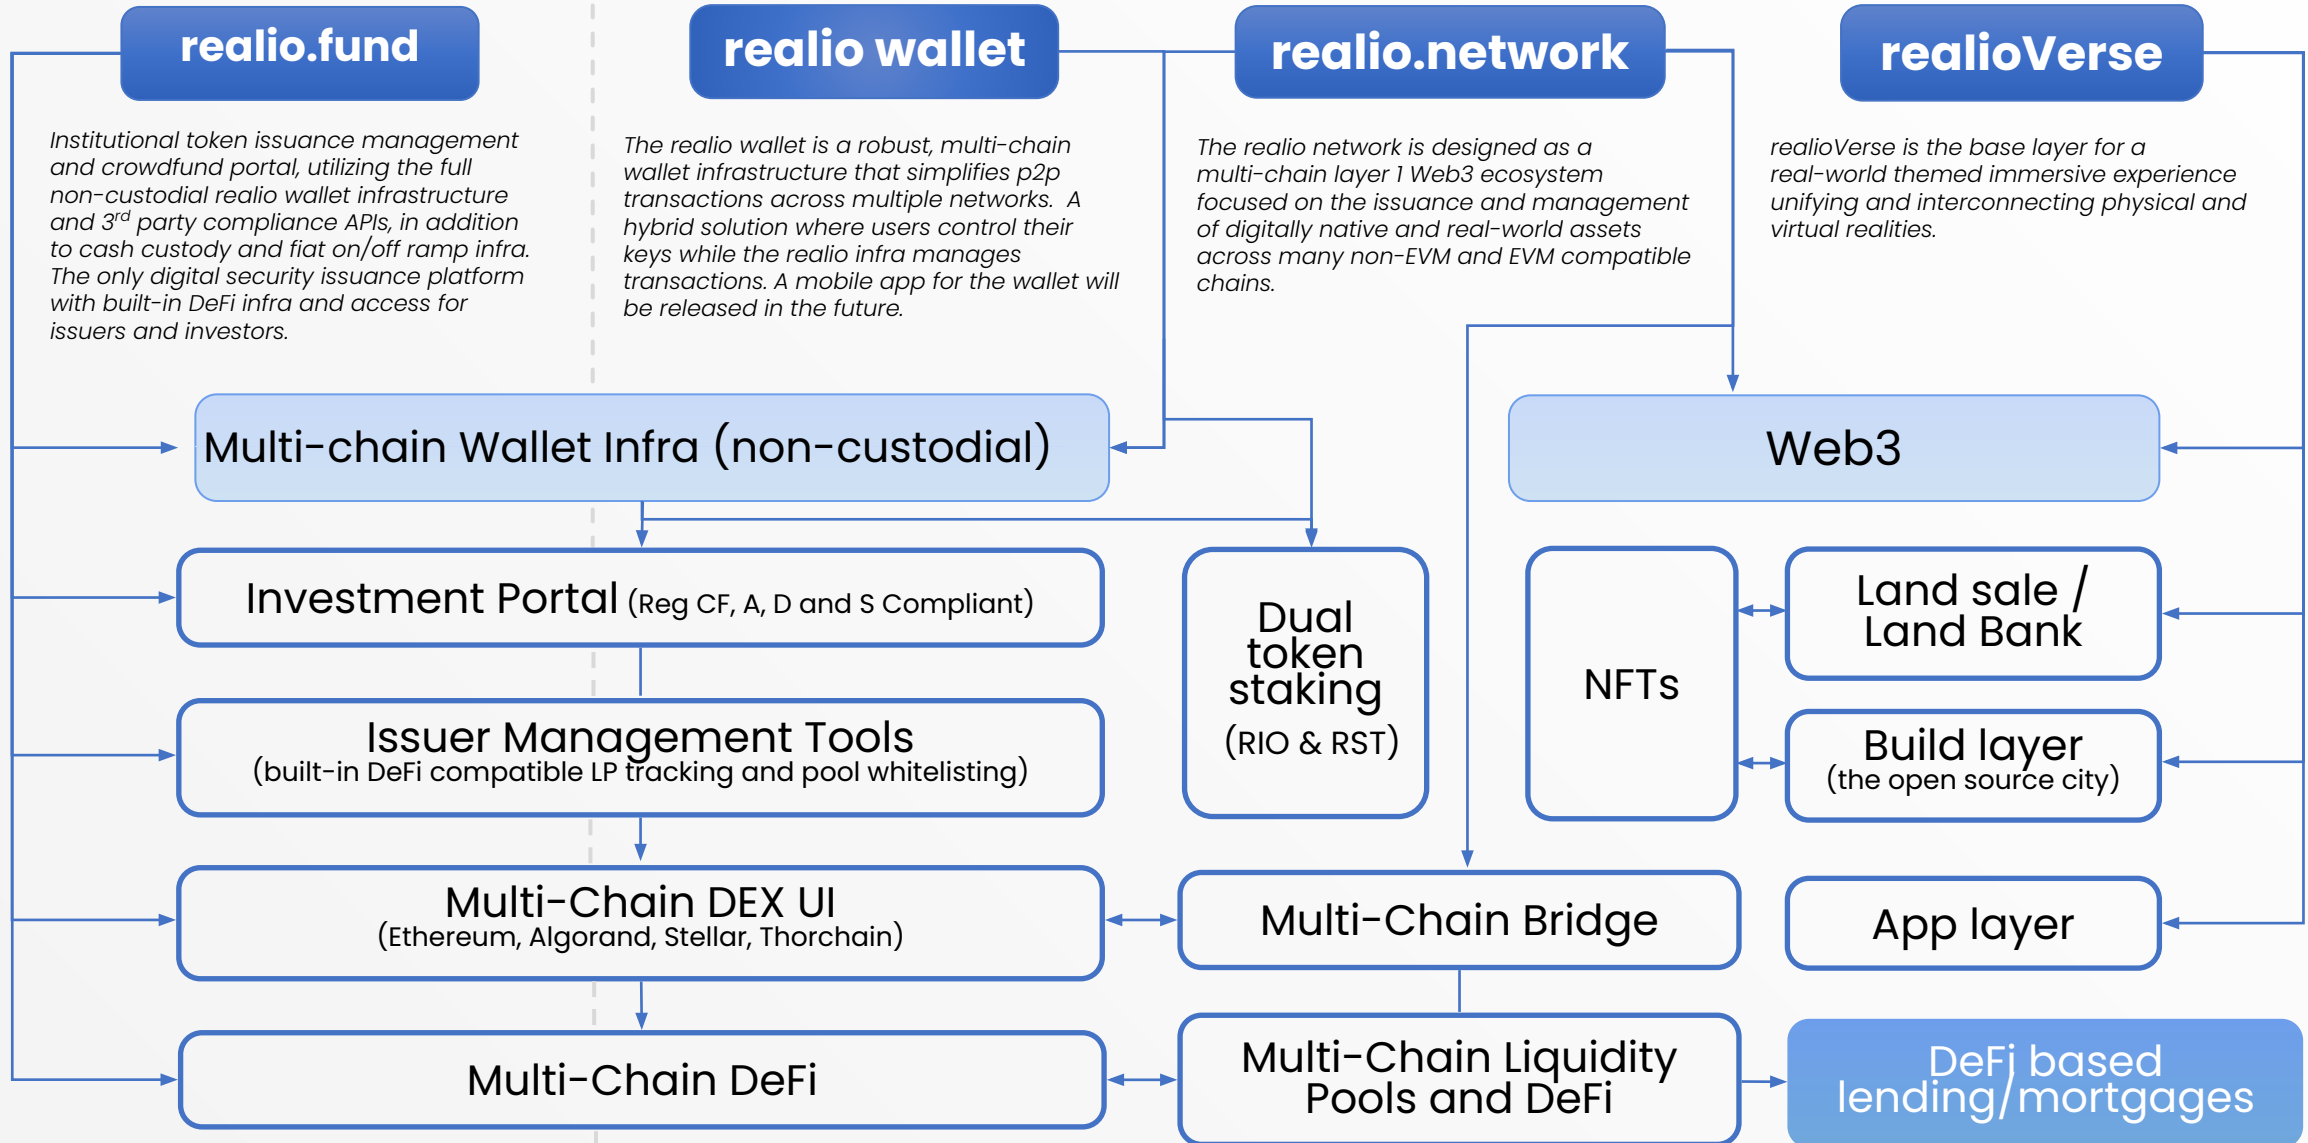 realio.fund
realio wallet
realio.network
realioVerse
Institutional token issuance management
and crowdfund portal, utilizing the full
non-custodial realio wallet infrastructure
and 3rd party compliance APIs, in addition
to cash custody and fiat on/off ramp infra.
The only digital security issuance platform
with built-in DeFi infra and access for
issuers and investors.
The realio wallet is a robust, multi-chain
wallet infrastructure that simplifies p2p
transactions across multiple networks. A
hybrid solution where users control their
keys while the realio infra manages
transactions. A mobile app for the wallet will
be released in the future.
The realio network is designed as a
multi-chain layer 1 Web3 ecosystem
focused on the issuance and management
of digitally native and real-world assets
across many non-EVM and EVM compatible
chains.
realioVerse is the base layer for a
real-world themed immersive experience
unifying and interconnecting physical and
virtual realities.
Multi-chain Wallet Infra (non-custodial)
Web3
Investment Portal (Reg CF, A, D and S Compliant)
Issuer Management Tools
(built-in DeFi compatible LP tracking and pool whitelisting)
Dual
token
staking
(RIO & RST)
NFTs
Land sale /
Land Bank
Build layer
(the open source city)
Multi-Chain DEX UI
(Ethereum, Algorand, Stellar, Thorchain)
Multi-Chain Bridge
App layer
Multi-Chain DeFi
Multi-Chain Liquidity
Pools and DeFi
DeFi based
lending/mortgages